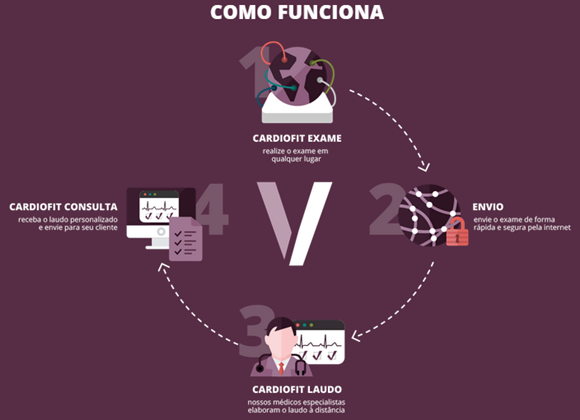 COMO FUNCIONA
1
CARDIOFIT EXAME
realize o exame em
qualquer lugar
2
ENVIO
envie o exame de forma
rápida e segura pela internet
3
CARDIOFIT LAUDO
nossos médicos especialistas
elaboram o laudo à distância
4
CARDIOFIT CONSULTA
receba o laudo personalizado
e envie para seu cliente